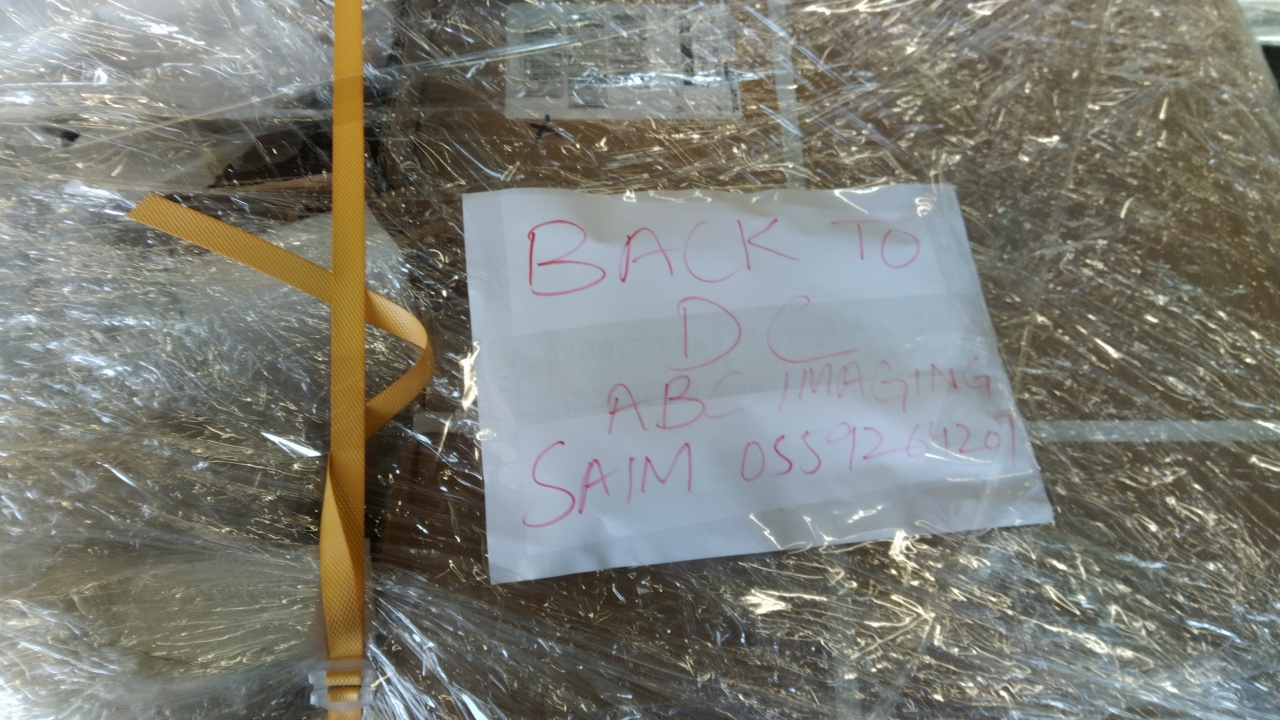 BACK TO
DC
ABC IMAGING
SAIM 0559264207